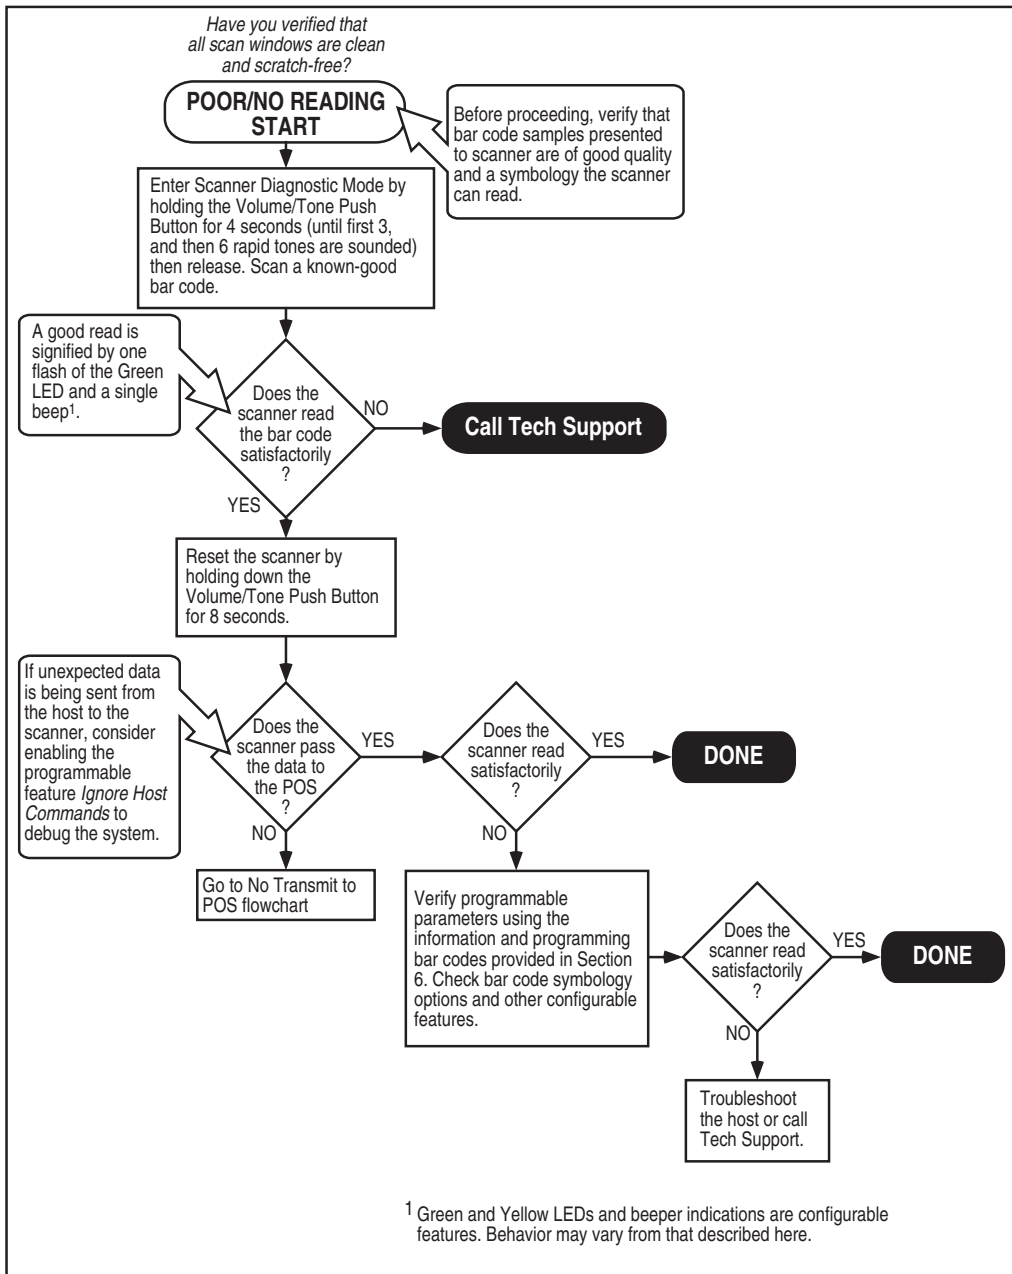 Have you verified that
all scan windows are clean
and scratch-free?
POOR/NO READING
START
Before proceeding, verify that
bar code samples presented
to scanner are of good quality
and a symbology the scanner
can read.
Enter Scanner Diagnostic Mode by
holding the Volume/Tone Push
Button for 4 seconds (until first 3,
and then 6 rapid tones are sounded)
then release. Scan a known-good
bar code.
A good read is
signified by one
flash of the Green
LED and a single
beep1.
Does the
scanner read
the bar code
satisfactorily
?
NO
Call Tech Support
YES
Reset the scanner by
holding down the
Volume/Tone Push Button
for 8 seconds.
If unexpected data
is being sent from
the host to the
scanner, consider
enabling the
programmable
feature Ignore Host
Commands to
debug the system.
Does the
scanner pass
the data to
the POS
?
YES
Does the
scanner read
satisfactorily
?
YES
DONE
NO
Go to No Transmit to
POS flowchart
NO
Verify programmable
parameters using the
information and programming
bar codes provided in Section
6. Check bar code symbology
options and other configurable
features.
Does the
scanner read
satisfactorily
?
YES
DONE
NO
Troubleshoot
the host or call
Tech Support.
1 Green and Yellow LEDs and beeper indications are configurable
features. Behavior may vary from that described here.